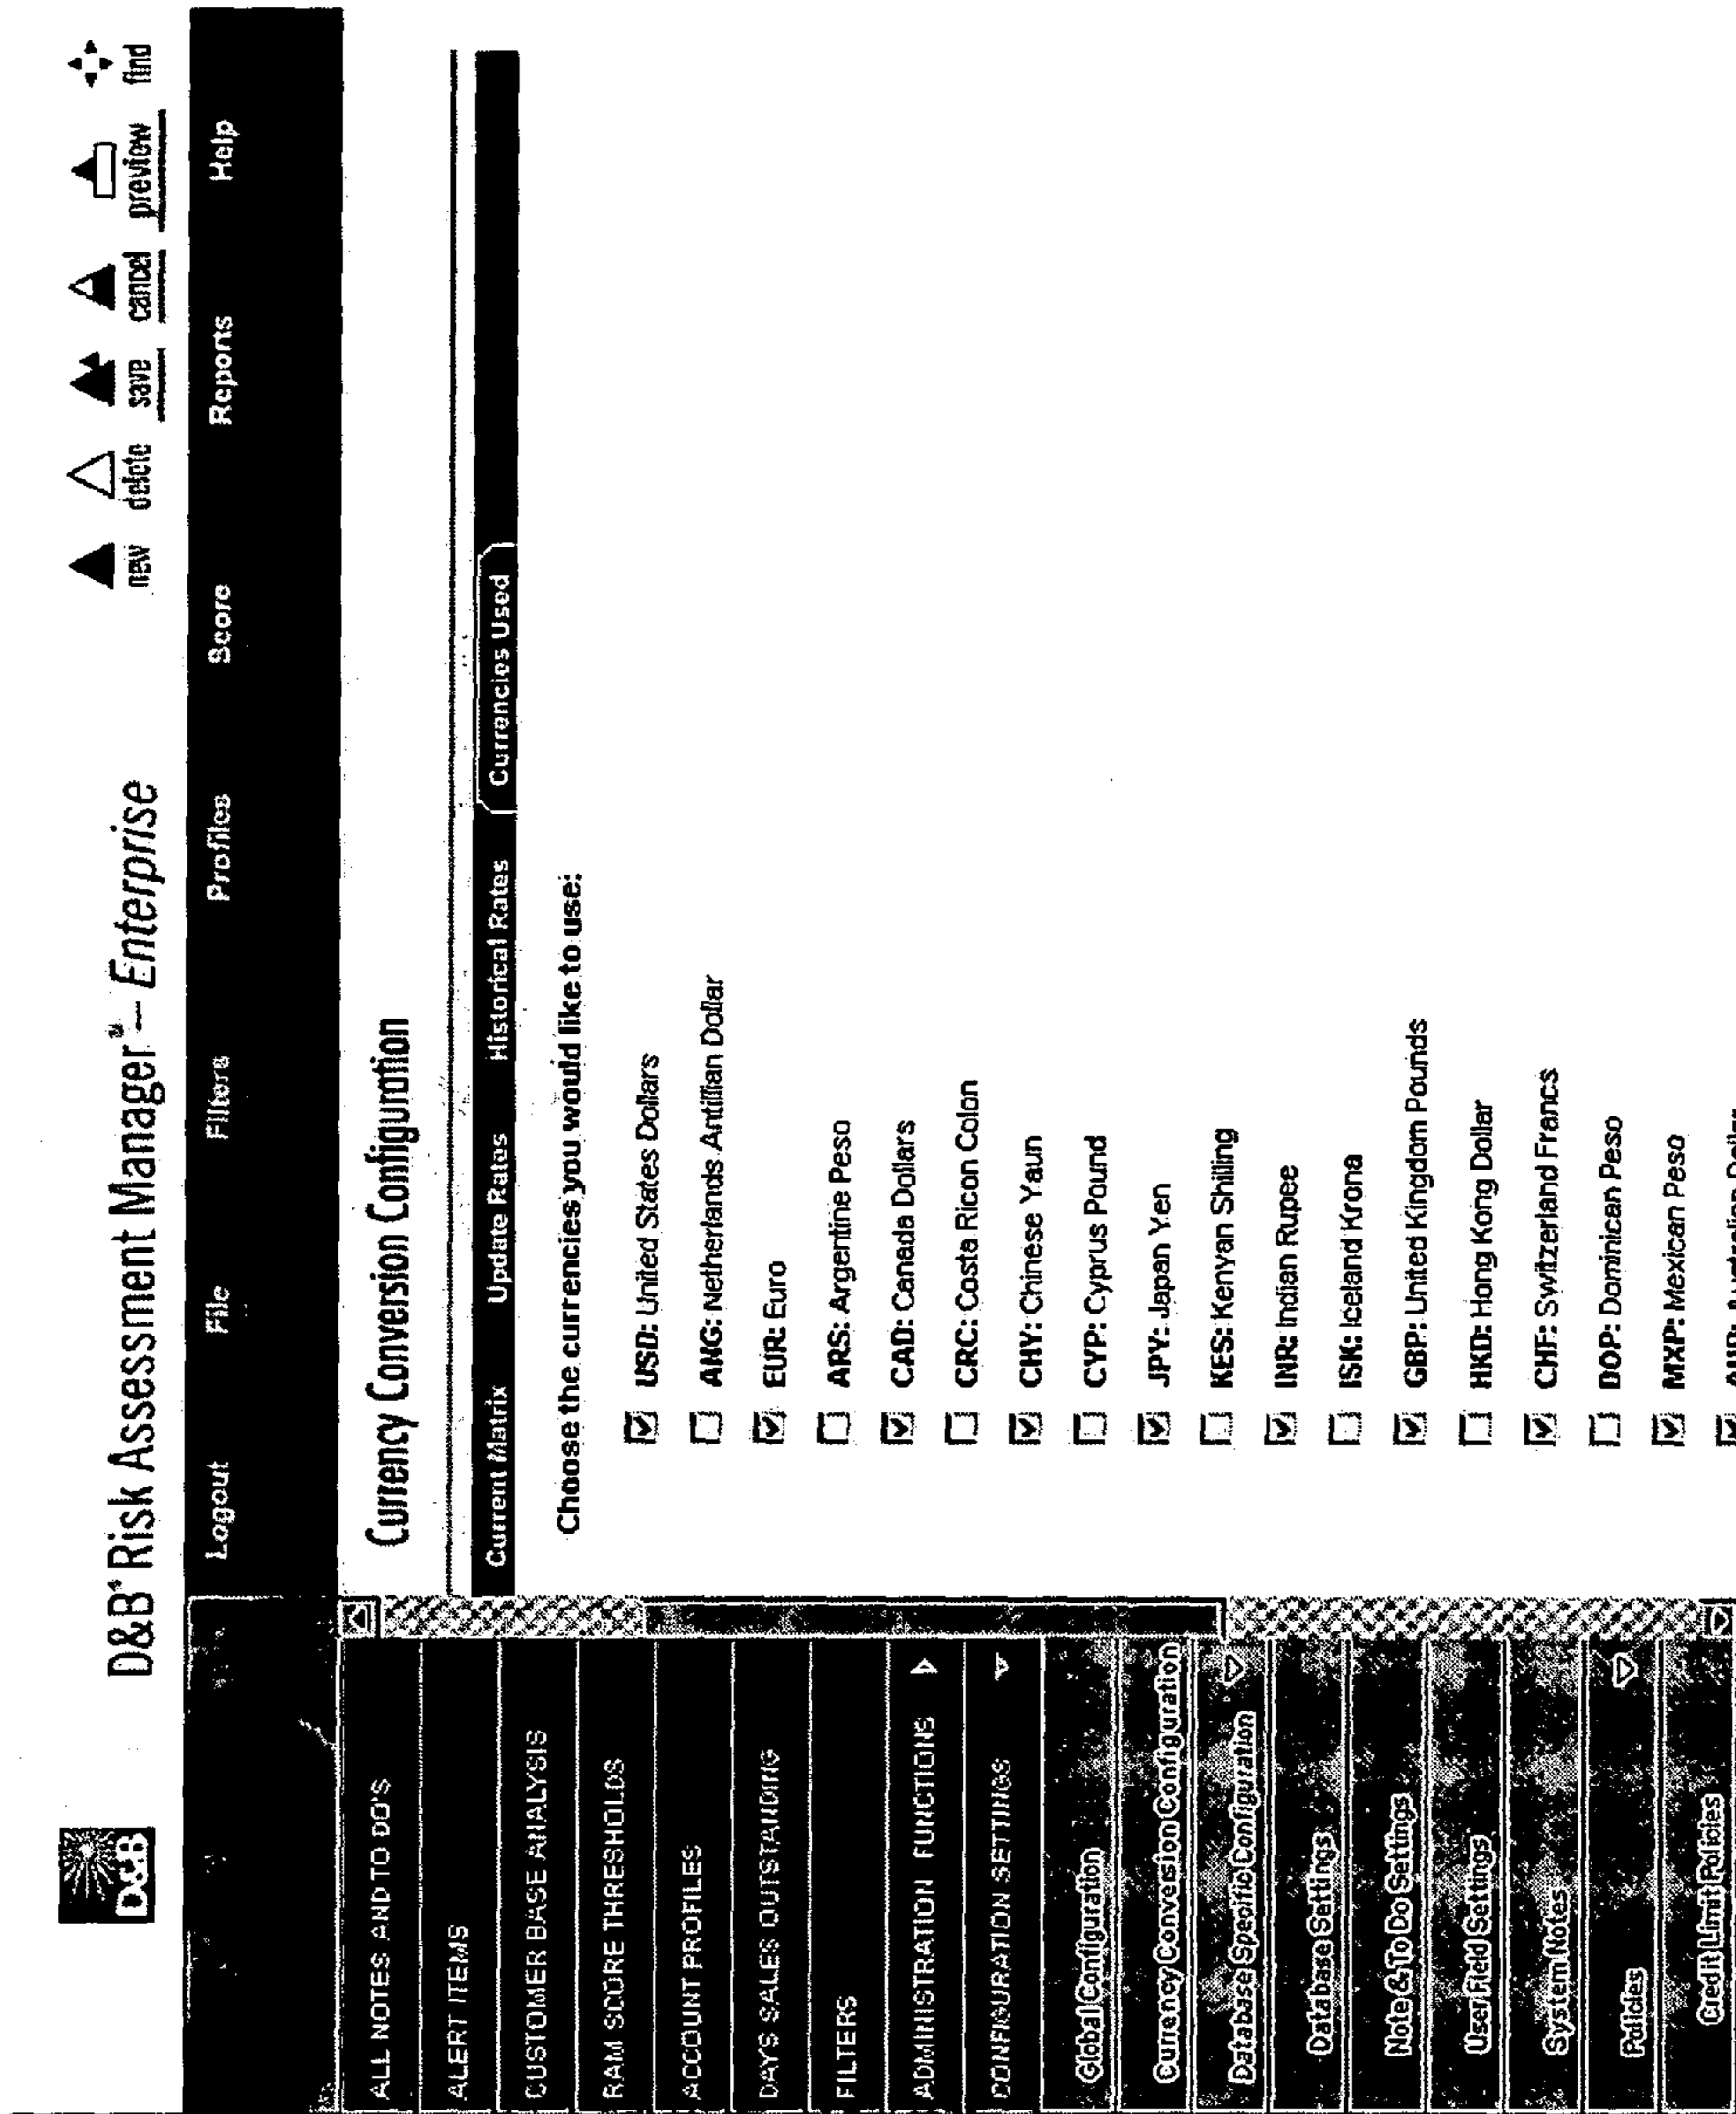 D&B
D&B® Risk Assessment Manager℠ — Enterprise
new delete save cancel preview find
Logout File Filters Profiles Score Reports Help
ALL NOTES AND TO DO'S
ALERT ITEMS
CUSTOMER BASE ANALYSIS
RAM SCORE THRESHOLDS
ACCOUNT PROFILES
DAYS SALES OUTSTANDING
FILTERS
ADMINISTRATION FUNCTIONS
CONFIGURATION SETTINGS
Global Configuration
Currency Conversion Configuration
Database Specific Configuration
Database Settings
Note & To Do Settings
User Field Settings
System Notes
Policies
Credit Limit Policies
Currency Conversion Configuration
Current Matrix Update Rates Historical Rates Currencies Used
Choose the currencies you would like to use:
USD: United States Dollars
ANG: Netherlands Antillian Dollar
EUR: Euro
ARS: Argentine Peso
CAD: Canada Dollars
CRC: Costa Ricon Colon
CHY: Chinese Yaun
CYP: Cyprus Pound
JPY: Japan Yen
KES: Kenyan Shilling
INR: Indian Rupee
ISK: Iceland Krona
GBP: United Kingdom Pounds
HKD: Hong Kong Dollar
CHF: Switzerland Francs
DOP: Dominican Peso
MXP: Mexican Peso
AUD: Australian Dollar